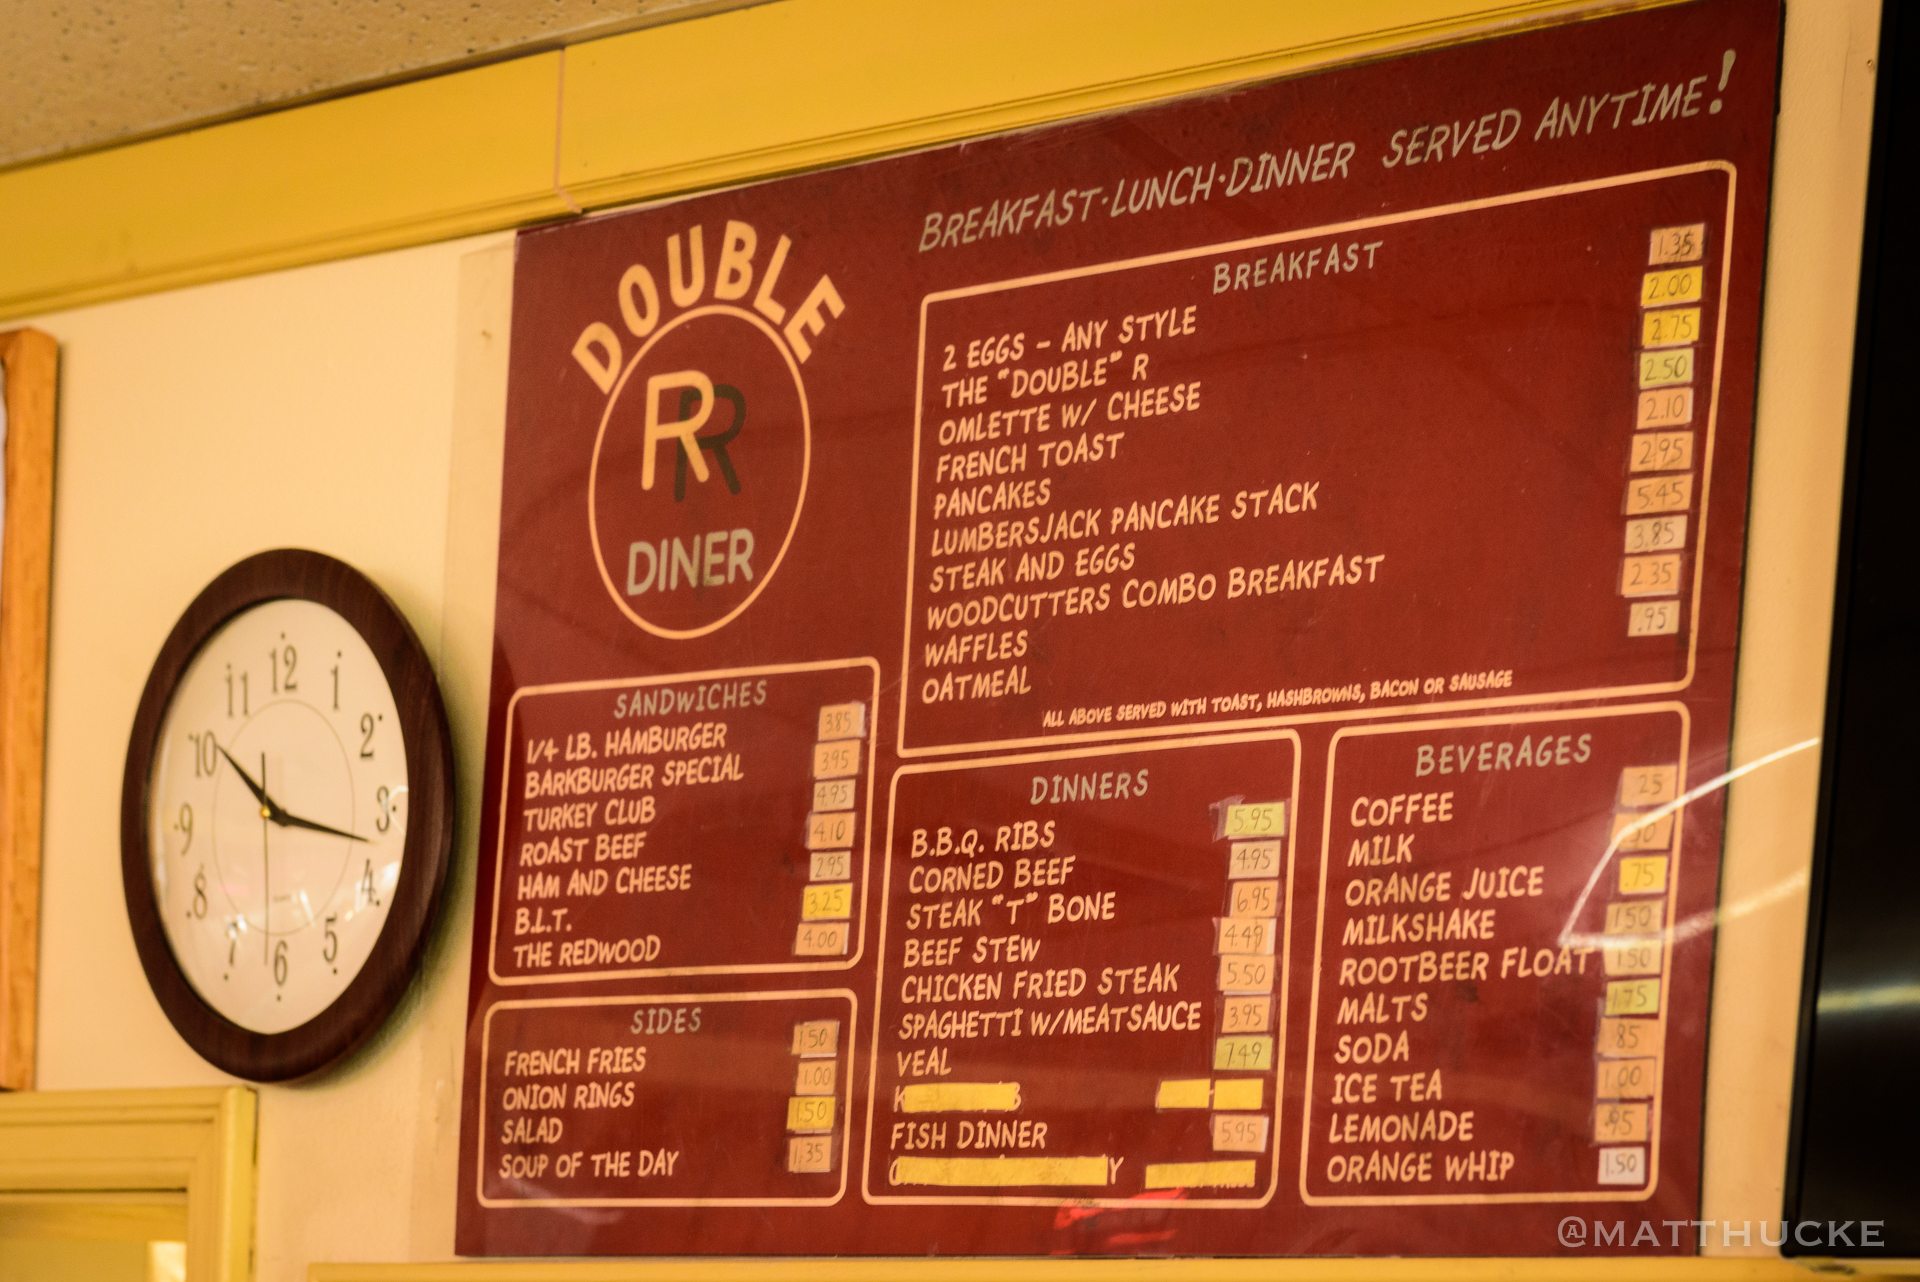 BREAKFAST·LUNCH·DINNER SERVED ANYTIME!
DOUBLE
RR
DINER
BREAKFAST
2 EGGS - ANY STYLE 1.35
THE "DOUBLE" R 2.00
OMLETTE W/ CHEESE 2.75
FRENCH TOAST 2.50
PANCAKES 2.10
LUMBERSJACK PANCAKE STACK 2.95
STEAK AND EGGS 5.45
WOODCUTTERS COMBO BREAKFAST 3.85
WAFFLES 2.35
OATMEAL .95
ALL ABOVE SERVED WITH TOAST, HASHBROWNS, BACON OR SAUSAGE
SANDWICHES
1/4 LB. HAMBURGER 3.85
BARKBURGER SPECIAL 3.95
TURKEY CLUB 4.95
ROAST BEEF 4.10
HAM AND CHEESE 2.95
B.L.T. 3.25
THE REDWOOD 4.00
SIDES
FRENCH FRIES 1.50
ONION RINGS 1.00
SALAD 1.50
SOUP OF THE DAY 1.35
DINNERS
B.B.Q. RIBS 5.95
CORNED BEEF 4.95
STEAK "T" BONE 6.95
BEEF STEW 4.49
CHICKEN FRIED STEAK 5.50
SPAGHETTI W/MEATSAUCE 3.95
VEAL 7.49
FISH DINNER 5.95
BEVERAGES
COFFEE 25
MILK
ORANGE JUICE .75
MILKSHAKE 1.50
ROOTBEER FLOAT 1.50
MALTS 1.75
SODA 85
ICE TEA 1.00
LEMONADE .95
ORANGE WHIP 1.50
12
1
2
3
4
5
6
7
8
9
10
11
@MATTHUCKE